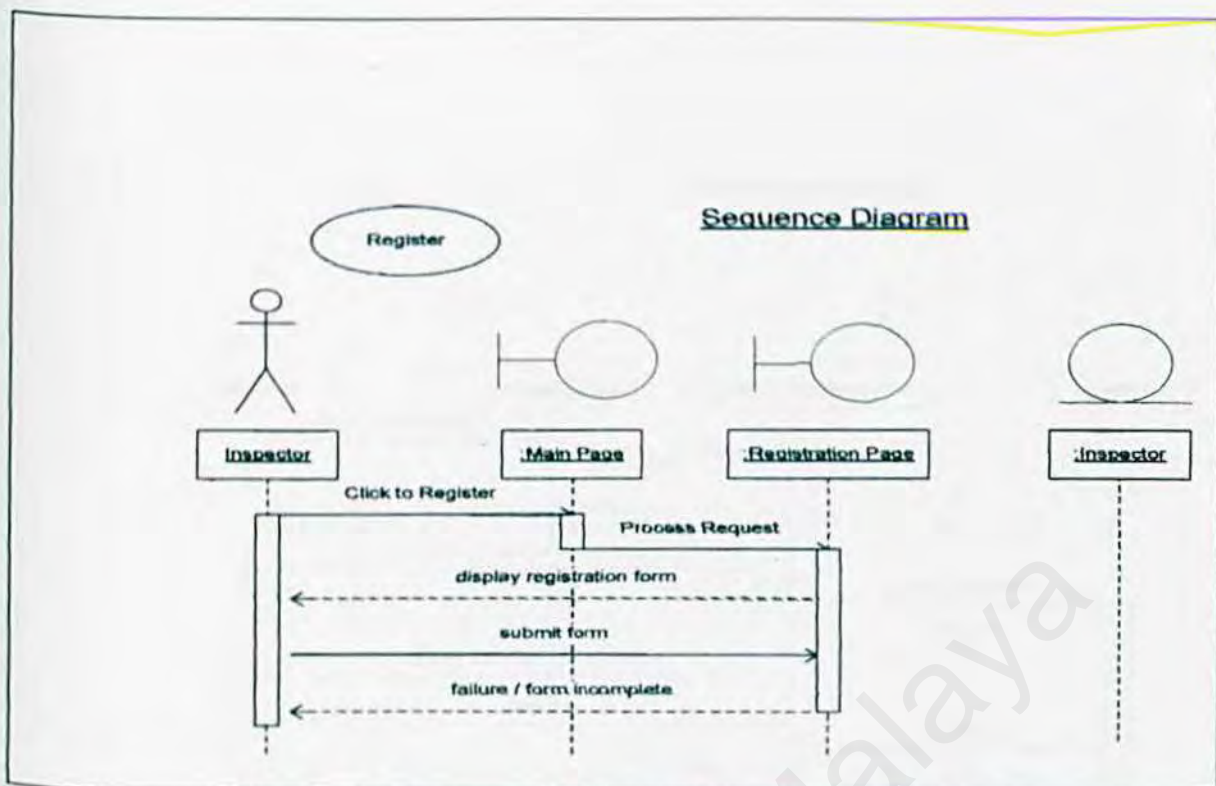 Sequence Diagram
Register
Inspector
:Main Page
:Registration Page
:Inspector
Click to Register
Process Request
display registration form
submit form
failure / form incomplete
Malaya